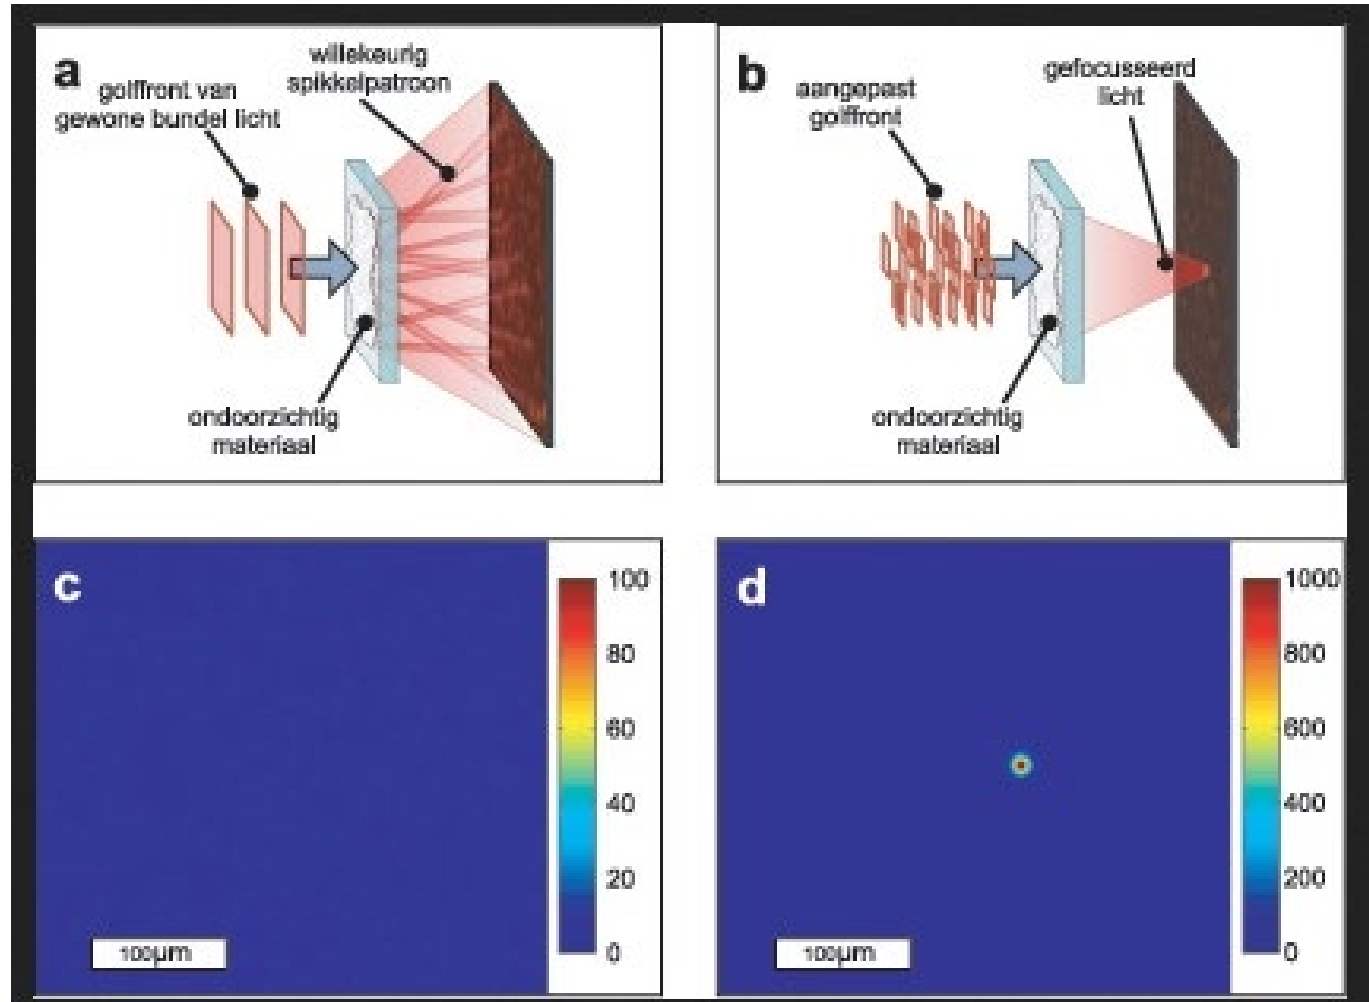 a
golffront van
gewone bundel licht
willekeurig
spikkelpatroon
ondoorzichtig
materiaal
b
aangepast
golffront
gefocusseerd
licht
ondoorzichtig
materiaal
c
100
80
60
40
20
0
100µm
d
1000
800
600
400
200
0
100µm